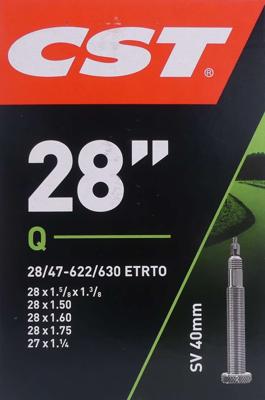 CST®
28”
Q
28/47-622/630 ETRTO
28 x 1.⁵/₈ x 1.³/₈
28 x 1.50
28 x 1.60
28 x 1.75
27 x 1.¼
SV 40mm